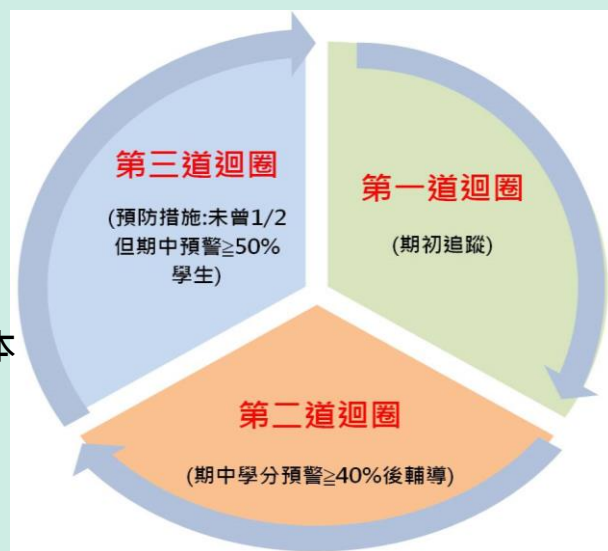 第一道迴圈
(期初追蹤)
第二道迴圈
(期中學分預警≧40%後輔導)
第三道迴圈
(預防措施:未曾1/2
但期中預警≧50%
學生)
本